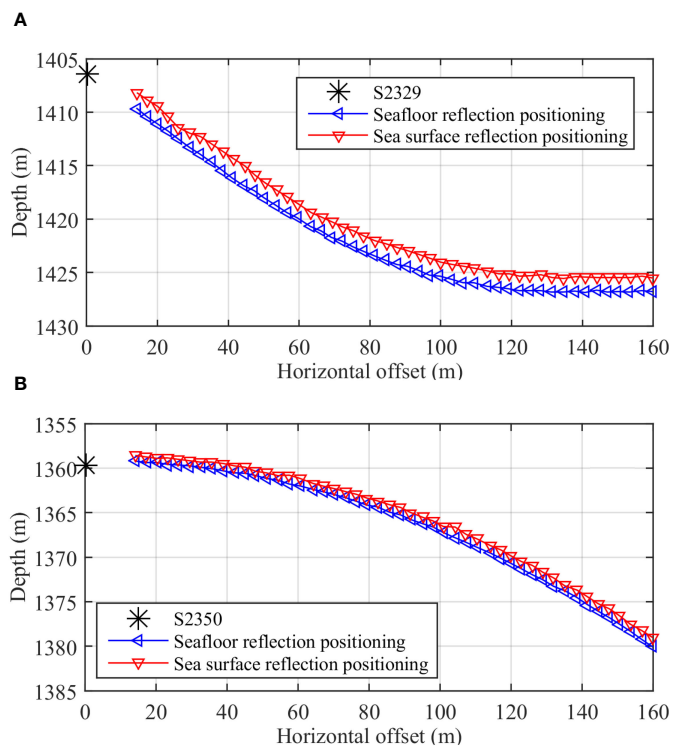 A
1405
1410
1415
1420
1425
1430
Depth (m)
S2329
Seafloor reflection positioning
Sea surface reflection positioning
0 20 40 60 80 100 120 140 160
Horizontal offset (m)
B
1355
1360
1365
1370
1375
1380
1385
Depth (m)
S2350
Seafloor reflection positioning
Sea surface reflection positioning
0 20 40 60 80 100 120 140 160
Horizontal offset (m)